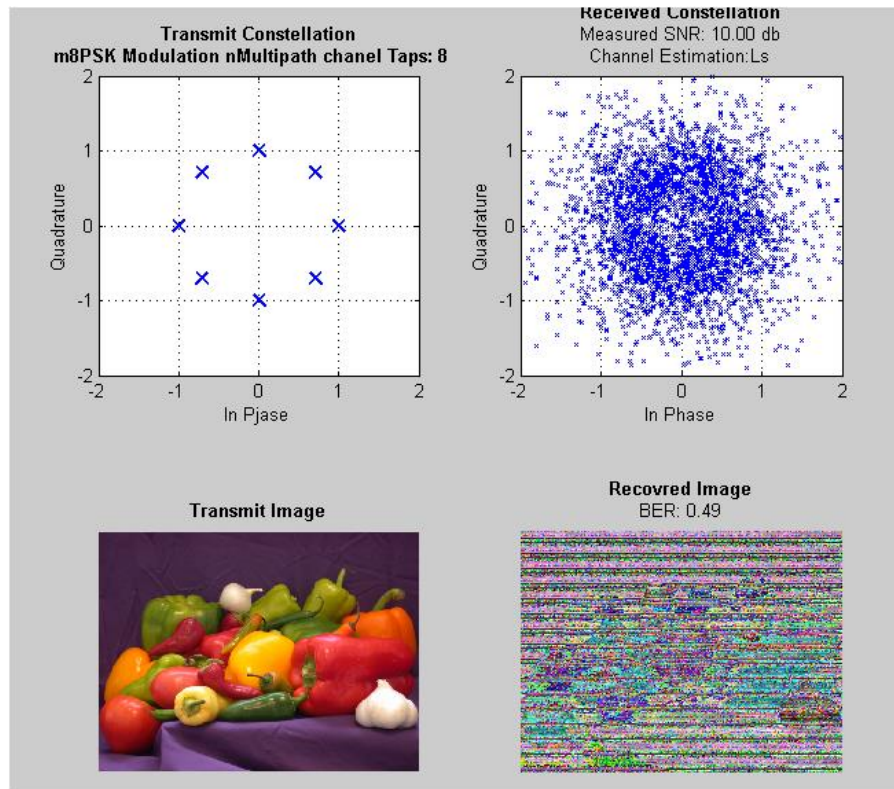 Transmit Constellation
m8PSK Modulation nMultipath chanel Taps: 8
2
1
0
-1
-2
-2
-1
0
1
2
Quadrature
In Pjase
Received Constellation
Measured SNR: 10.00 db
Channel Estimation:Ls
2
1
0
-1
-2
-2
-1
0
1
2
Quadrature
In Phase
Transmit Image
Recovred Image
BER: 0.49